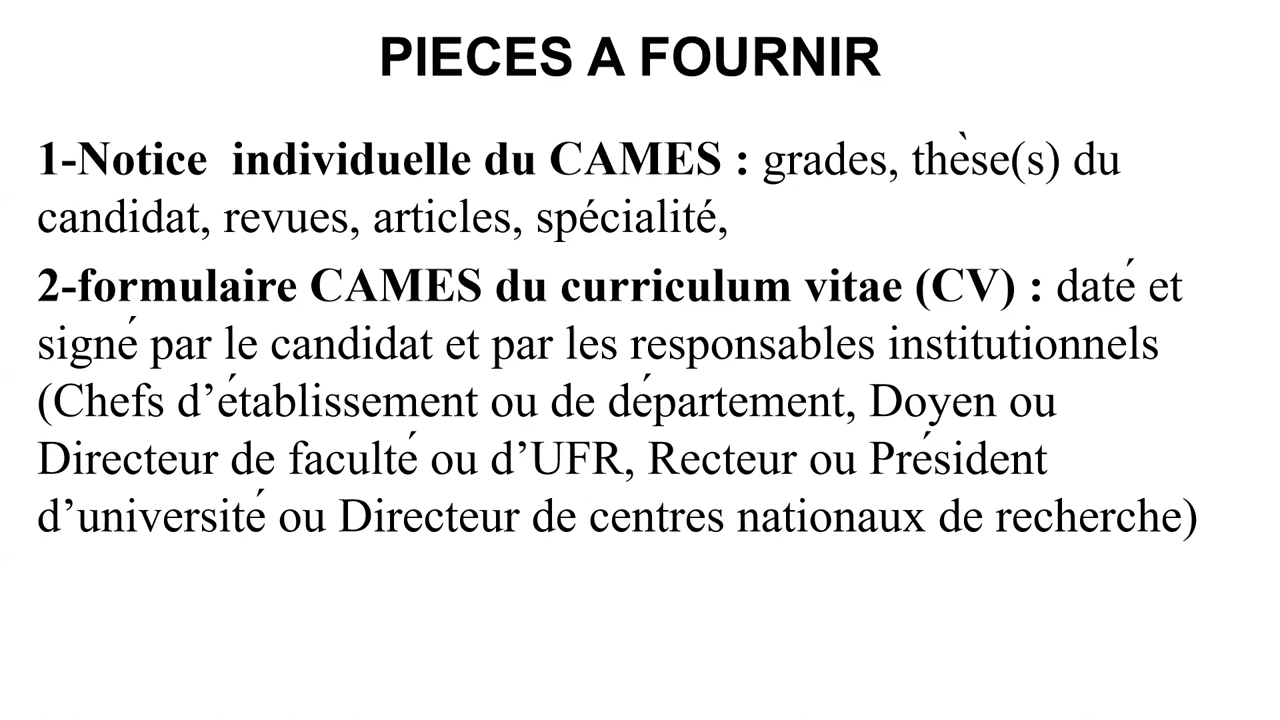 PIECES A FOURNIR
1-Notice  individuelle du CAMES : grades, thèse(s) du
candidat, revues, articles, spécialité,
2-formulaire CAMES du curriculum vitae (CV) : daté et
signé par le candidat et par les responsables institutionnels
(Chefs d’établissement ou de département, Doyen ou
Directeur de faculté ou d’UFR, Recteur ou Président
d’université ou Directeur de centres nationaux de recherche)